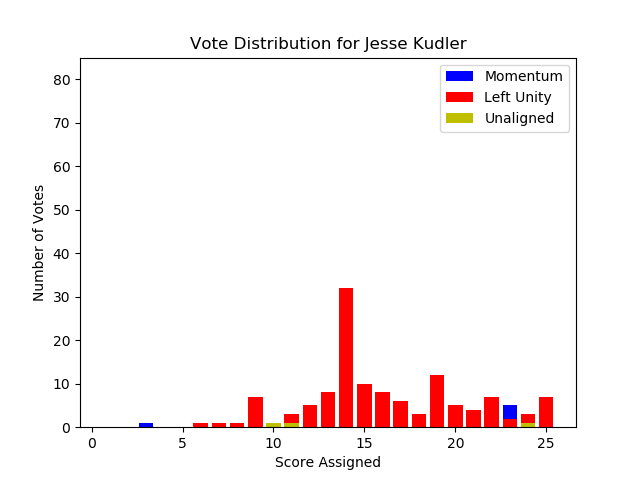 Vote Distribution for Jesse Kudler
Momentum
Left Unity
Unaligned
Number of Votes
80
70
60
50
40
30
20
10
0
0 5 10 15 20 25
Score Assigned